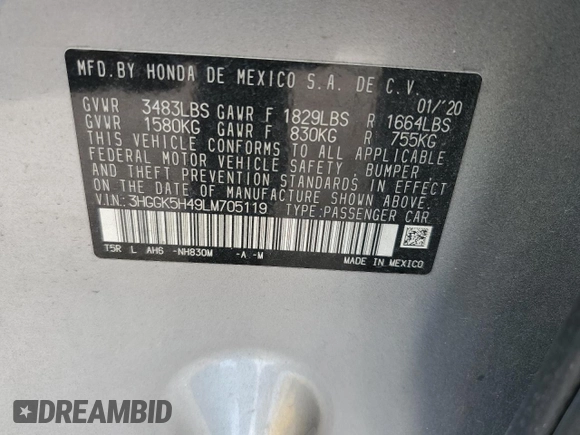 MFD.BY HONDA DE MEXICO S.A. DE C.V.
01/'20
GVWR 3483LBS GAWR F 1829LBS R 1664LBS
GVWR 1580KG GAWR F 830KG R 755KG
THIS VEHICLE CONFORMS TO ALL APPLICABLE
FEDERAL MOTOR VEHICLE SAFETY, BUMPER
AND THEFT PREVENTION STANDARDS IN EFFECT
ON THE DATE OF MANUFACTURE SHOWN ABOVE.
V.I.N.: 3HGGK5H49LM705119 TYPE: PASSENGER CAR
T5R L AH6 -NH830M -A -M MADE IN MEXICO
DREAMBID